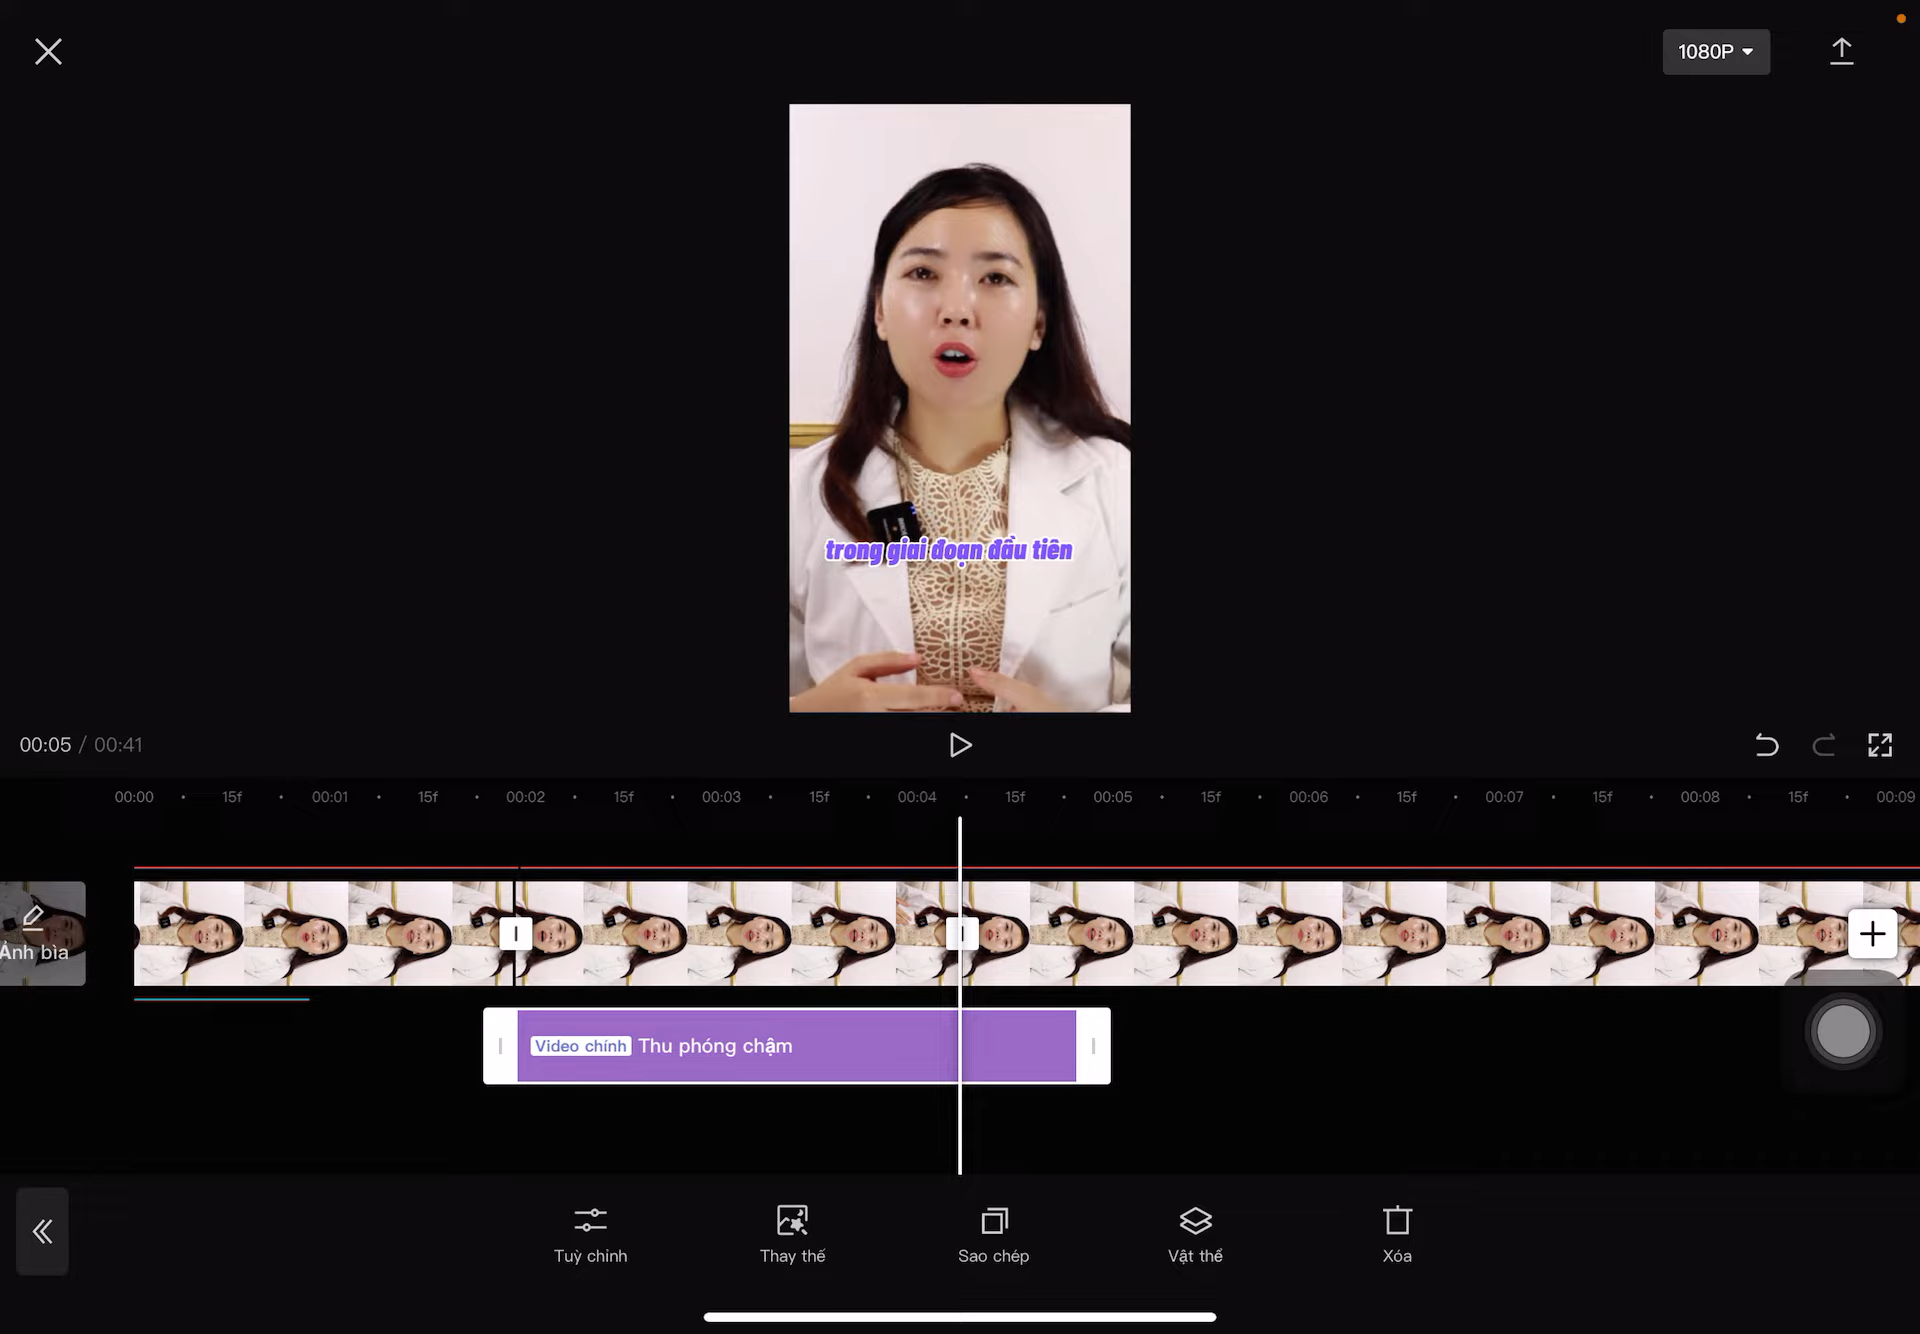 1080P
trong giai đoạn đầu tiên
00:05 / 00:41
00:00 15f 00:01 15f 00:02 15f 00:03 15f 00:04 15f 00:05 15f 00:06 15f 00:07 15f 00:08 15f 00:09
Ảnh bìa
Video chính Thu phóng chậm
Tuỳ chỉnh Thay thế Sao chép Vật thể Xóa